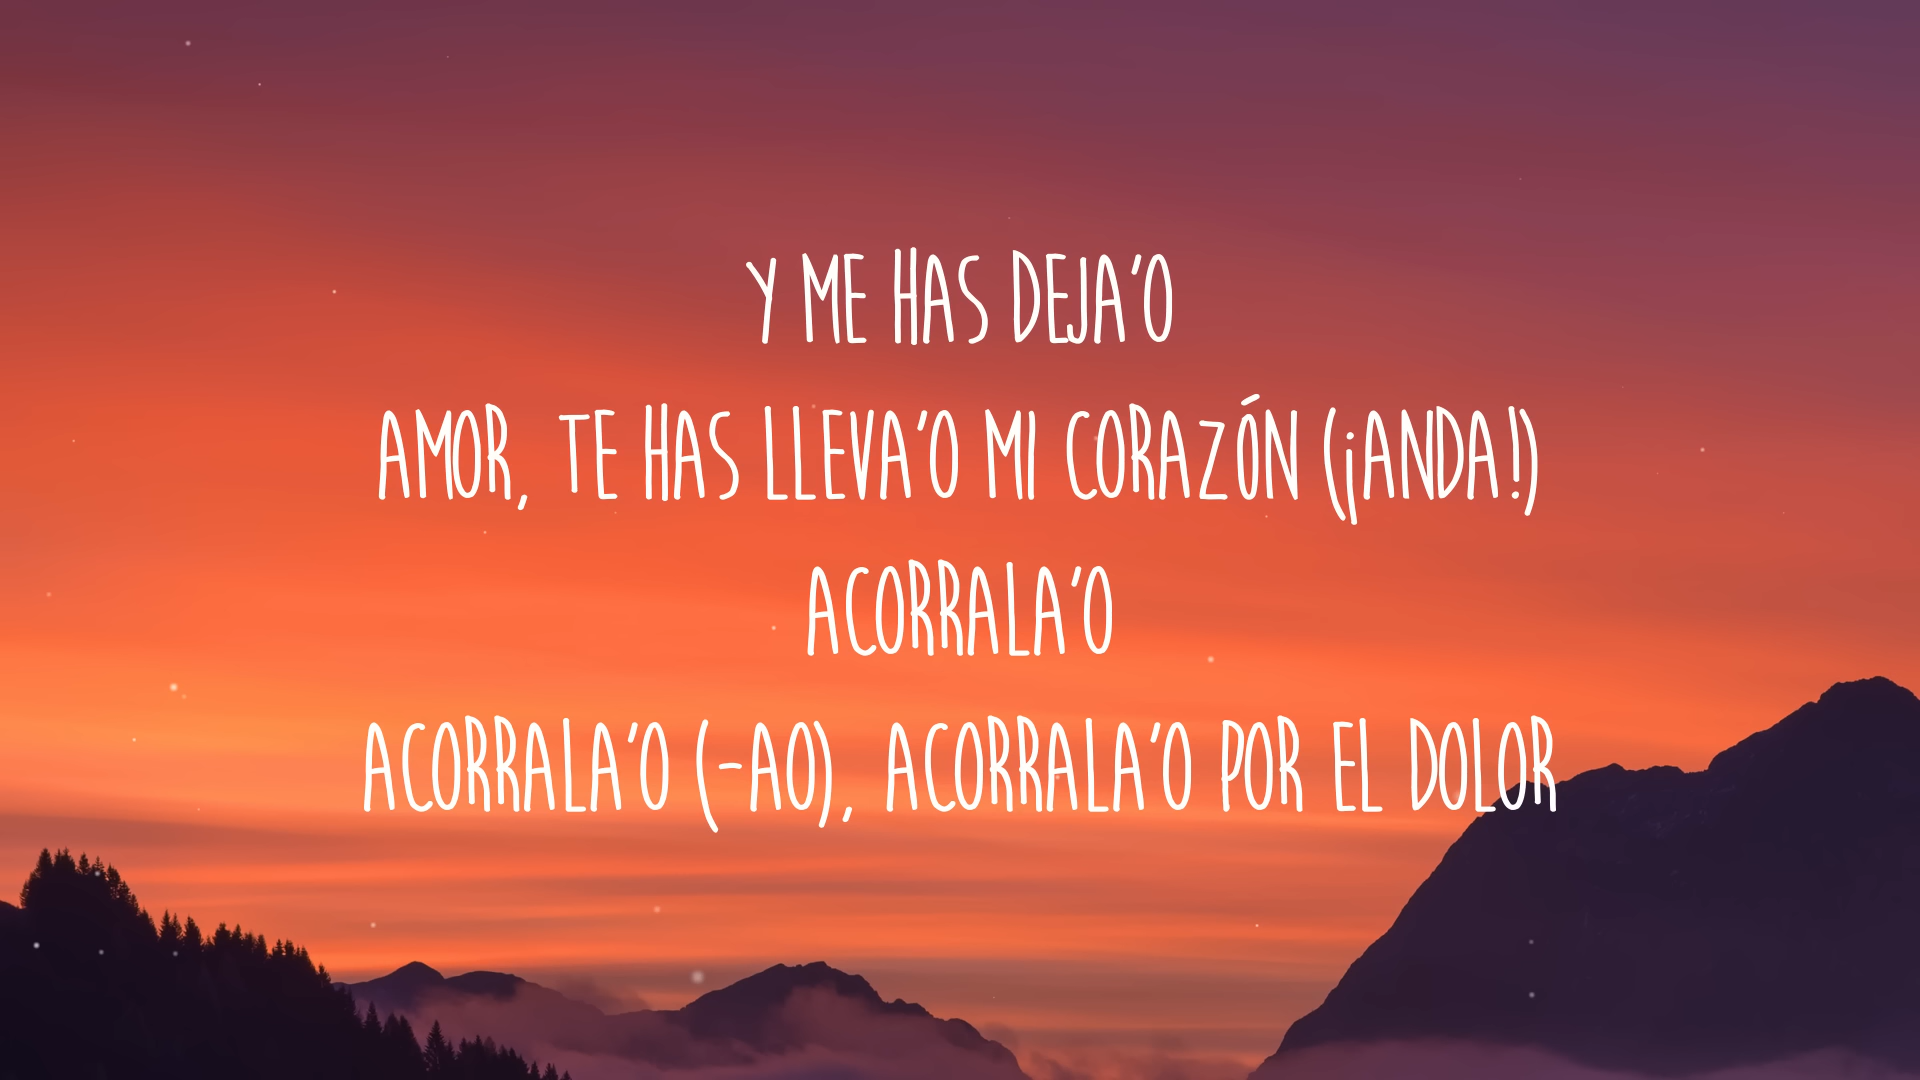 Y ME HAS DEJA'O
AMOR, TE HAS LLEVA'O MI CORAZÓN (¡ANDA!)
ACORRALA'O
ACORRALA'O (-AO), ACORRALA'O POR EL DOLOR